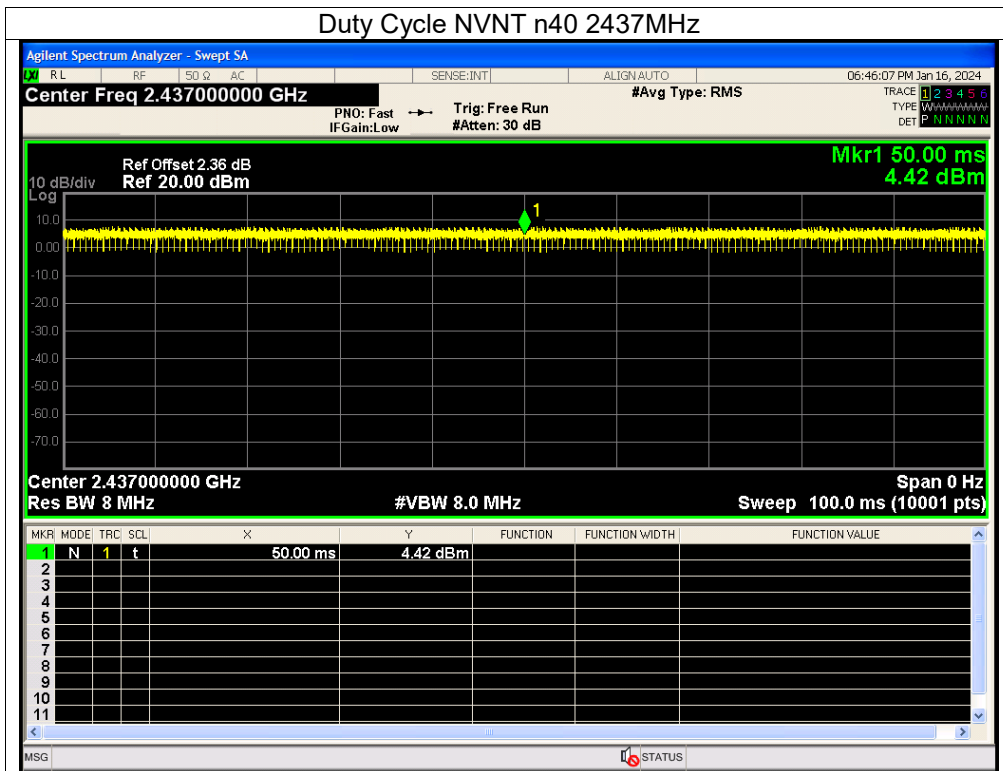 Duty Cycle NVNT n40 2437MHz
Agilent Spectrum Analyzer - Swept SA
LXI RL RF 50 Ω AC SENSE:INT ALIGN AUTO 06:46:07 PM Jan 16, 2024
Center Freq 2.437000000 GHz #Avg Type: RMS TRACE 1 2 3 4 5 6
PNO: Fast Trig: Free Run TYPE WWWWWW
IFGain:Low #Atten: 30 dB DET P N N N N N
Mkr1 50.00 ms
4.42 dBm
Ref Offset 2.36 dB
10 dB/div Ref 20.00 dBm
Log
1
10.0
0.00
-10.0
-20.0
-30.0
-40.0
-50.0
-60.0
-70.0
Center 2.437000000 GHz Span 0 Hz
Res BW 8 MHz #VBW 8.0 MHz Sweep 100.0 ms (10001 pts)
MKR MODE TRC SCL X Y FUNCTION FUNCTION WIDTH FUNCTION VALUE
1 N 1 t 50.00 ms 4.42 dBm
2
3
4
5
6
7
8
9
10
11
MSG STATUS